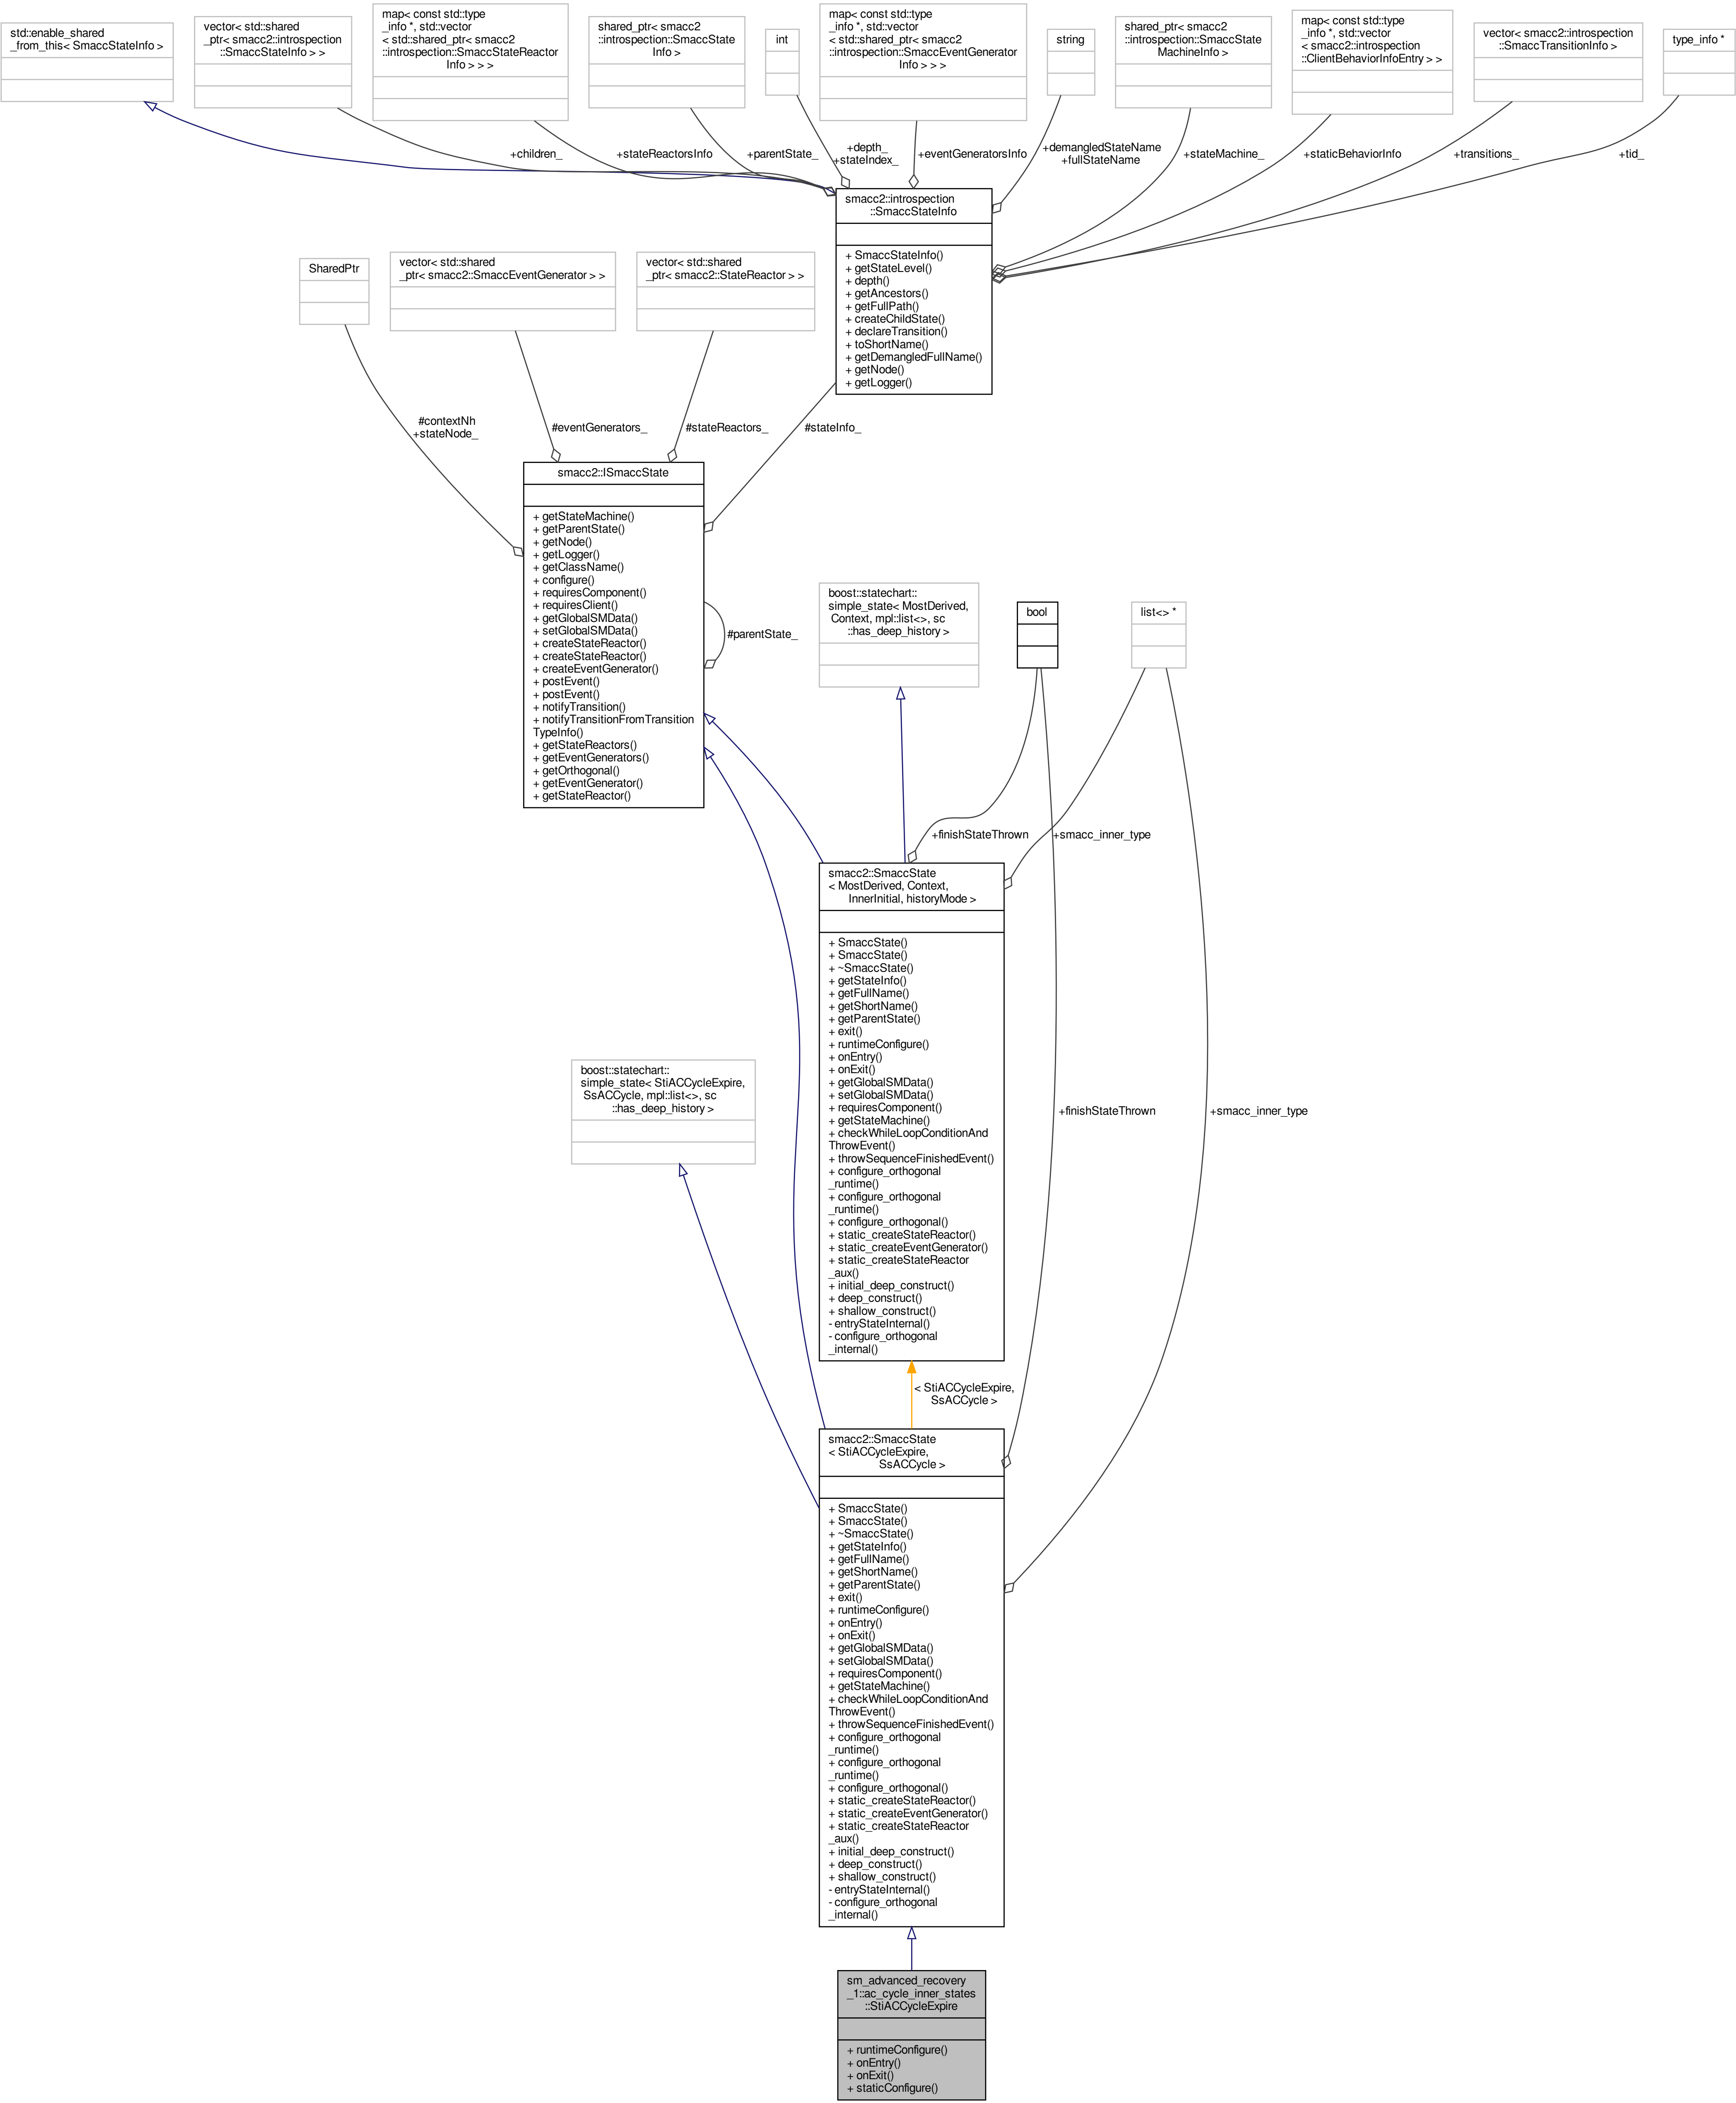 std::enable_shared
_from_this< SmaccStateInfo >
vector< std::shared
_ptr< smacc2::introspection
::SmaccStateInfo > >
map< const std::type
_info *, std::vector
< std::shared_ptr< smacc2
::introspection::SmaccStateReactor
Info > > >
shared_ptr< smacc2
::introspection::SmaccState
Info >
int
map< const std::type
_info *, std::vector
< std::shared_ptr< smacc2
::introspection::SmaccEventGenerator
Info > > >
string
shared_ptr< smacc2
::introspection::SmaccState
MachineInfo >
map< const std::type
_info *, std::vector
< smacc2::introspection
::ClientBehaviorInfoEntry > >
vector< smacc2::introspection
::SmaccTransitionInfo >
type_info *
+children_
+stateReactorsInfo
+parentState_
+depth_
+stateIndex_
+eventGeneratorsInfo
+demangledStateName
+fullStateName
+stateMachine_
+staticBehaviorInfo
+transitions_
+tid_
smacc2::introspection
::SmaccStateInfo
+ SmaccStateInfo()
+ getStateLevel()
+ depth()
+ getAncestors()
+ getFullPath()
+ createChildState()
+ declareTransition()
+ toShortName()
+ getDemangledFullName()
+ getNode()
+ getLogger()
SharedPtr
vector< std::shared
_ptr< smacc2::SmaccEventGenerator > >
vector< std::shared
_ptr< smacc2::StateReactor > >
#contextNh
+stateNode_
#eventGenerators_
#stateReactors_
#stateInfo_
smacc2::ISmaccState
+ getStateMachine()
+ getParentState()
+ getNode()
+ getLogger()
+ getClassName()
+ configure()
+ requiresComponent()
+ requiresClient()
+ getGlobalSMData()
+ setGlobalSMData()
+ createStateReactor()
+ createStateReactor()
+ createEventGenerator()
+ postEvent()
+ postEvent()
+ notifyTransition()
+ notifyTransitionFromTransition
TypeInfo()
+ getStateReactors()
+ getEventGenerators()
+ getOrthogonal()
+ getEventGenerator()
+ getStateReactor()
#parentState_
boost::statechart::
simple_state< MostDerived,
Context, mpl::list<>, sc
::has_deep_history >
bool
list<> *
+finishStateThrown
+smacc_inner_type
smacc2::SmaccState
< MostDerived, Context,
InnerInitial, historyMode >
+ SmaccState()
+ SmaccState()
+ ~SmaccState()
+ getStateInfo()
+ getFullName()
+ getShortName()
+ getParentState()
+ exit()
+ runtimeConfigure()
+ onEntry()
+ onExit()
+ getGlobalSMData()
+ setGlobalSMData()
+ requiresComponent()
+ getStateMachine()
+ checkWhileLoopConditionAnd
ThrowEvent()
+ throwSequenceFinishedEvent()
+ configure_orthogonal
_runtime()
+ configure_orthogonal
_runtime()
+ configure_orthogonal()
+ static_createStateReactor()
+ static_createEventGenerator()
+ static_createStateReactor
_aux()
+ initial_deep_construct()
+ deep_construct()
+ shallow_construct()
- entryStateInternal()
- configure_orthogonal
_internal()
boost::statechart::
simple_state< StiACCycleExpire,
SsACCycle, mpl::list<>, sc
::has_deep_history >
+finishStateThrown
+smacc_inner_type
< StiACCycleExpire,
SsACCycle >
smacc2::SmaccState
< StiACCycleExpire,
SsACCycle >
+ SmaccState()
+ SmaccState()
+ ~SmaccState()
+ getStateInfo()
+ getFullName()
+ getShortName()
+ getParentState()
+ exit()
+ runtimeConfigure()
+ onEntry()
+ onExit()
+ getGlobalSMData()
+ setGlobalSMData()
+ requiresComponent()
+ getStateMachine()
+ checkWhileLoopConditionAnd
ThrowEvent()
+ throwSequenceFinishedEvent()
+ configure_orthogonal
_runtime()
+ configure_orthogonal
_runtime()
+ configure_orthogonal()
+ static_createStateReactor()
+ static_createEventGenerator()
+ static_createStateReactor
_aux()
+ initial_deep_construct()
+ deep_construct()
+ shallow_construct()
- entryStateInternal()
- configure_orthogonal
_internal()
sm_advanced_recovery
_1::ac_cycle_inner_states
::StiACCycleExpire
+ runtimeConfigure()
+ onEntry()
+ onExit()
+ staticConfigure()